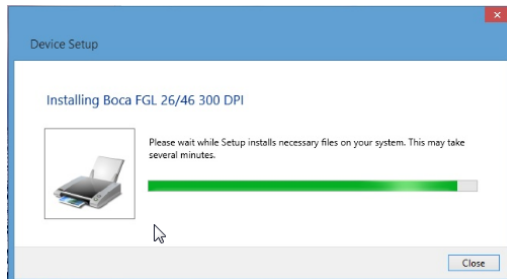 Device Setup
Installing Boca FGL 26/46 300 DPI
Please wait while Setup installs necessary files on your system. This may take
several minutes.
Close